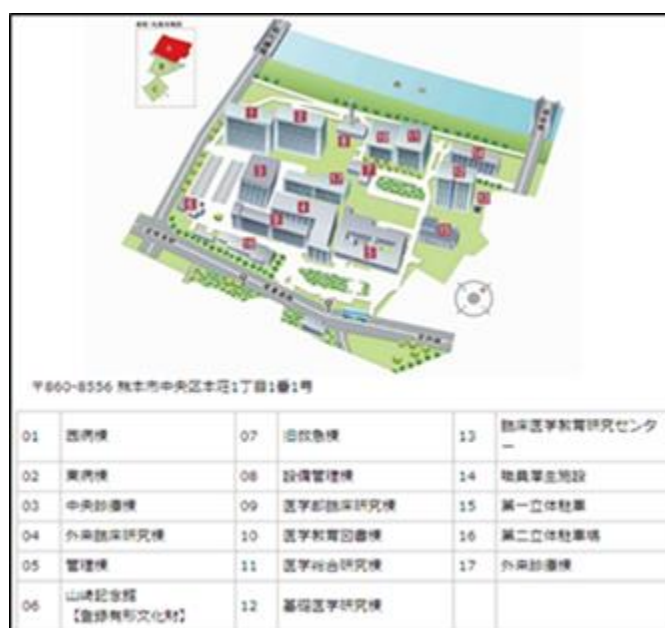 〒860-8556 熊本市中央区本荘1丁目1番1号
01 西病棟 07 旧救急棟 13 臨床医学教育研究センター
02 東病棟 08 設備管理棟 14 職員厚生施設
03 中央診療棟 09 医学部臨床研究棟 15 第一立体駐車
04 外来臨床研究棟 10 医学教育図書棟 16 第二立体駐車場
05 管理棟 11 医学総合研究棟 17 外来診療棟
06 山崎記念館
【登録有形文化財】 12 基礎医学研究棟